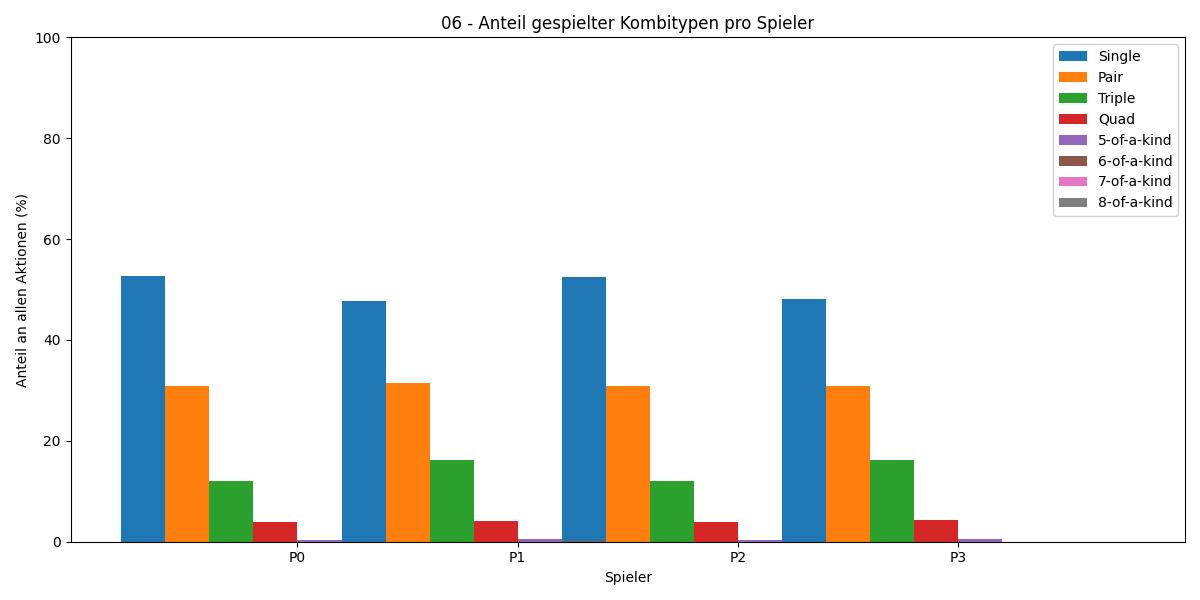 06 - Anteil gespielter Kombitypen pro Spieler
100
80
60
40
20
0
Anteil an allen Aktionen (%)
Single
Pair
Triple
Quad
5-of-a-kind
6-of-a-kind
7-of-a-kind
8-of-a-kind
P0
P1
P2
P3
Spieler